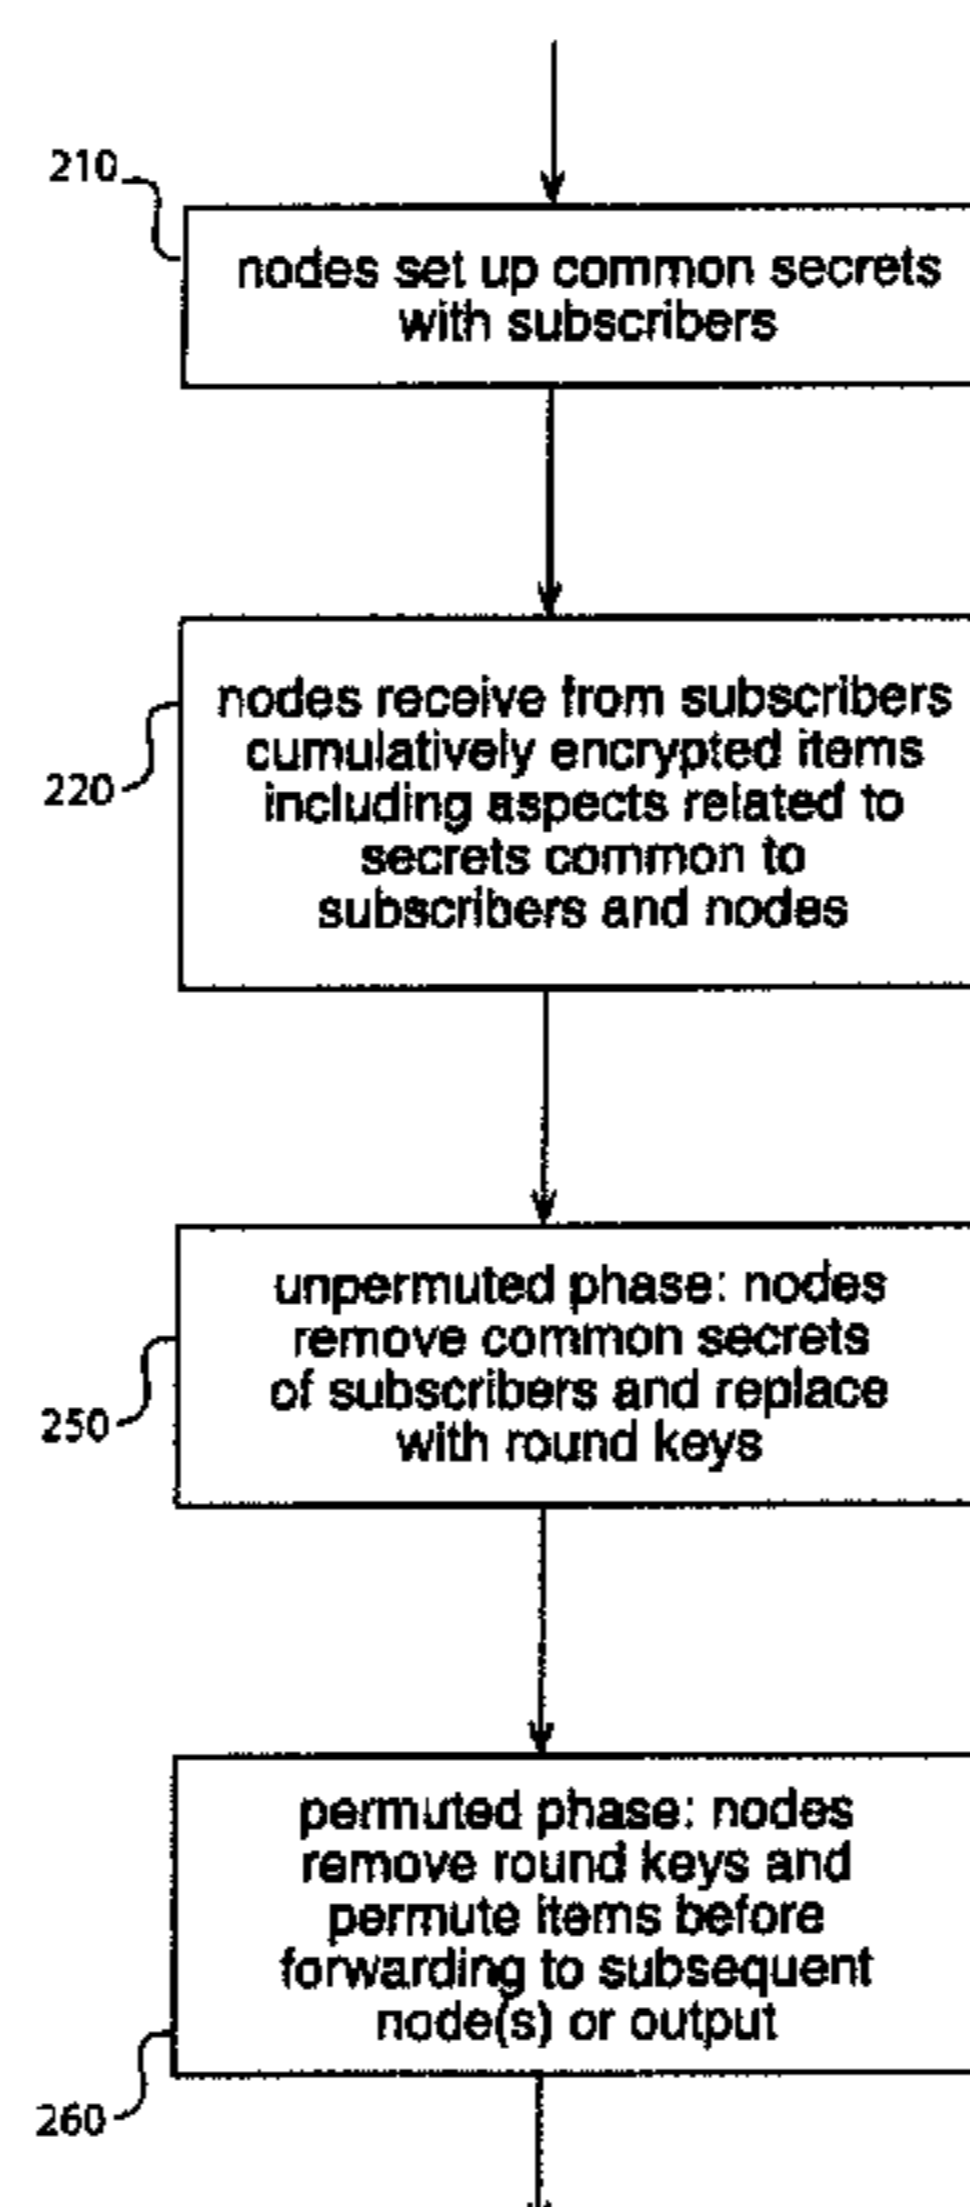 210
nodes set up common secrets
with subscribers
nodes receive from subscribers
cumulatively encrypted items
including aspects related to
secrets common to
subscribers and nodes
220
unpermuted phase: nodes
remove common secrets
of subscribers and replace
with round keys
250
permuted phase: nodes
remove round keys and
permute items before
forwarding to subsequent
node(s) or output
260